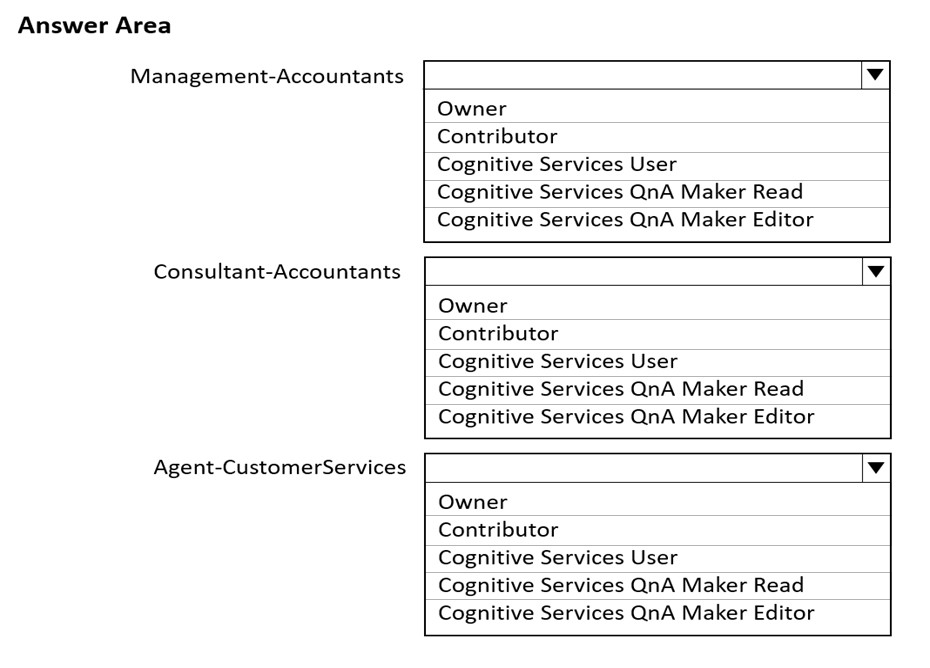 Answer Area
Management-Accountants
Owner
Contributor
Cognitive Services User
Cognitive Services QnA Maker Read
Cognitive Services QnA Maker Editor
Consultant-Accountants
Owner
Contributor
Cognitive Services User
Cognitive Services QnA Maker Read
Cognitive Services QnA Maker Editor
Agent-CustomerServices
Owner
Contributor
Cognitive Services User
Cognitive Services QnA Maker Read
Cognitive Services QnA Maker Editor